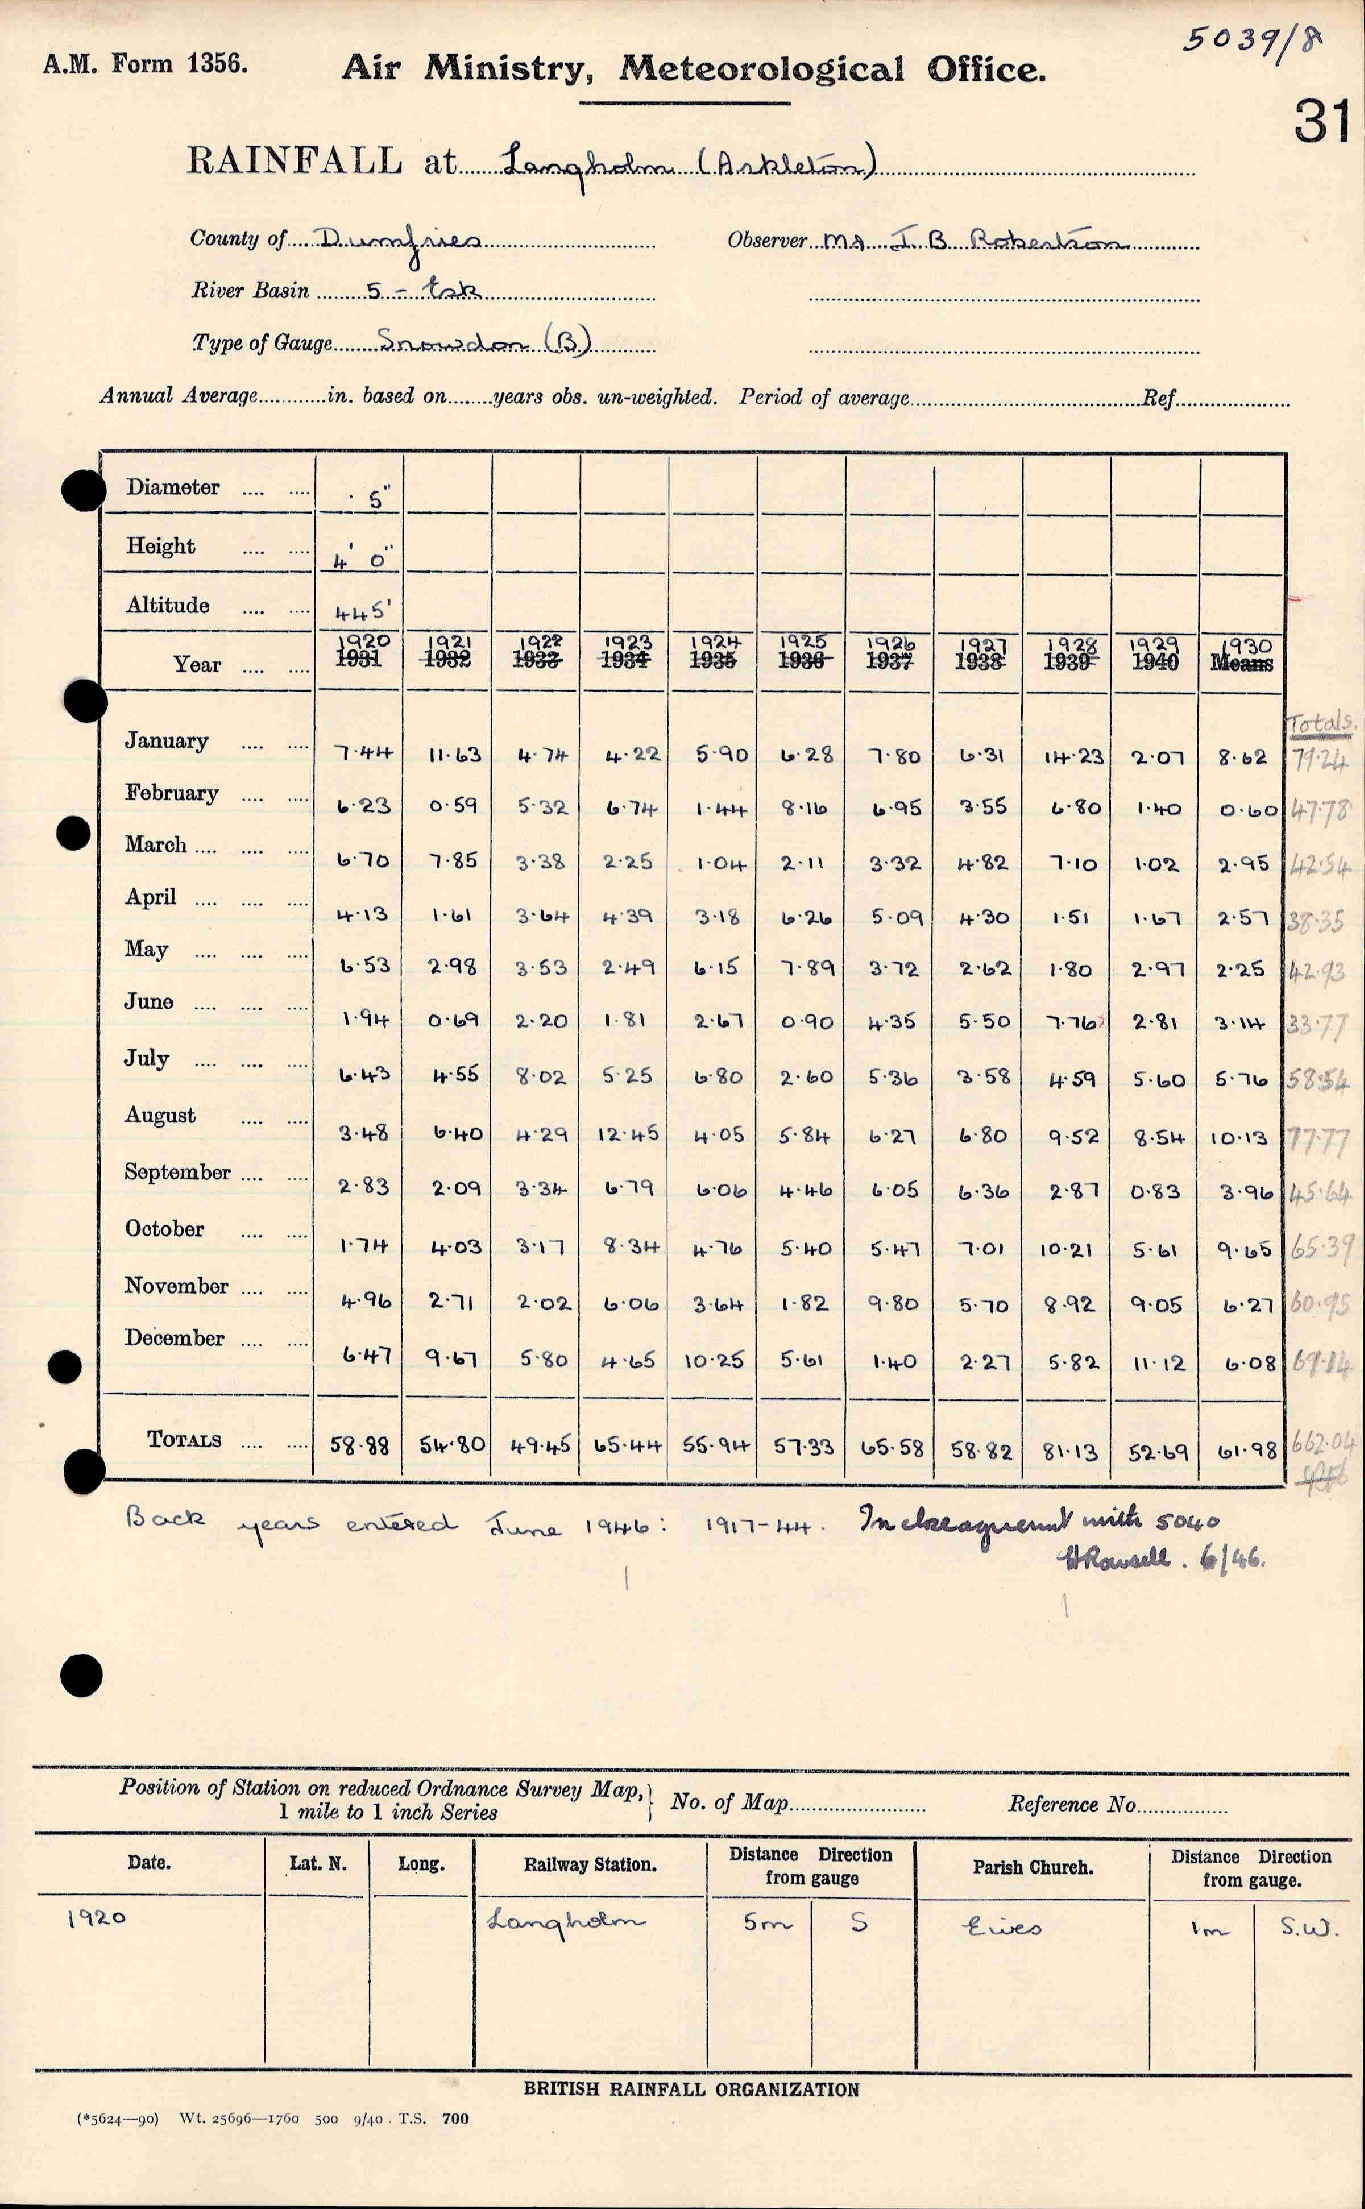 5039/8
A.M. Form 1356.
Air Ministry, Meteorological Office.
31
RAINFALL at Langholm (Arkleton)
County of Dumfries Observer Mr J. B. Robertson
River Basin 5 - Esk
Type of Gauge Snowdon (B)
Annual Average in. based on years obs. un-weighted. Period of average Ref
Diameter 5"
Height 4' 0"
Altitude 445'
1920 1921 1922 1923 1924 1925 1926 1927 1928 1929 1930
Year 1931 1932 1933 1934 1935 1936 1937 1938 1939 1940 Means
Totals.
January 7.44 11.63 4.74 4.22 5.90 6.28 7.80 6.31 14.23 2.07 8.62 79.24
February 6.23 0.59 5.32 6.74 1.44 8.16 6.95 3.55 6.80 1.40 0.60 47.78
March 6.70 7.85 3.38 2.25 1.04 2.11 3.32 4.82 7.10 1.02 2.95 42.54
April 4.13 1.61 3.64 4.39 3.18 6.26 5.09 4.30 1.51 1.67 2.57 38.35
May 6.53 2.98 3.53 2.49 6.15 7.89 3.72 2.62 1.80 2.97 2.25 42.93
June 1.94 0.69 2.20 1.81 2.67 0.90 4.35 5.50 7.76 2.81 3.14 33.77
July 6.43 4.55 8.02 5.25 6.80 2.60 5.36 3.58 4.59 5.60 5.76 58.54
August 3.48 6.40 4.29 12.45 4.05 5.84 6.27 6.80 9.52 8.54 10.13 77.77
September 2.83 2.09 3.34 6.79 6.06 4.46 6.05 6.36 2.87 0.83 3.96 45.64
October 1.74 4.03 3.17 8.34 4.76 5.40 5.47 7.01 10.21 5.61 9.65 65.39
November 4.96 2.71 2.02 6.06 3.64 1.82 9.80 5.70 8.92 9.05 6.27 60.95
December 6.47 9.67 5.80 4.65 10.25 5.61 1.40 2.27 5.82 11.12 6.08 69.14
TOTALS 58.88 54.80 49.45 65.44 55.94 57.33 65.58 58.82 81.13 52.69 61.98 662.04
Back years entered June 1946: 1917-44. In close agreement with 5040
H Rowsell. 6/46.
Position of Station on reduced Ordnance Survey Map,
1 mile to 1 inch Series
No. of Map Reference No.
Date. Lat. N. Long. Railway Station. Distance from gauge Direction Parish Church. Distance from gauge. Direction
1920 Langholm 5m S Ewes 1m S.W.
BRITISH RAINFALL ORGANIZATION
(*5624—90) Wt. 25696—1760 500 9/40. T.S. 700